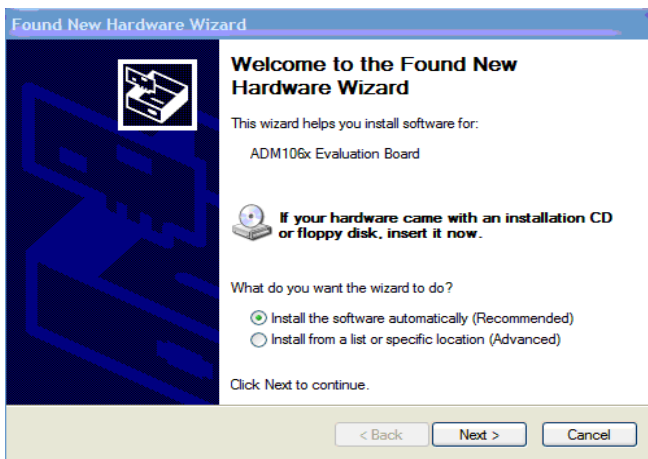 Found New Hardware Wizard
Welcome to the Found New
Hardware Wizard
This wizard helps you install software for:
ADM106x Evaluation Board
If your hardware came with an installation CD
or floppy disk, insert it now.
What do you want the wizard to do?
Install the software automatically (Recommended)
Install from a list or specific location (Advanced)
Click Next to continue.
< Back Next > Cancel